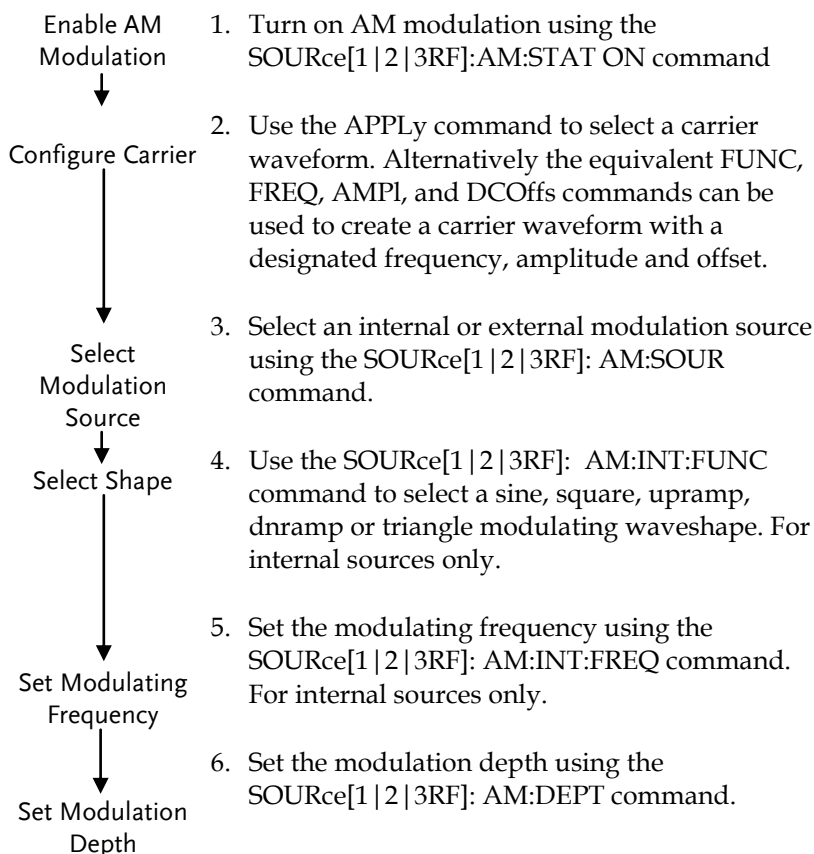 Enable AM
Modulation
1. Turn on AM modulation using the
SOURce[1|2|3RF]:AM:STAT ON command
Configure Carrier
2. Use the APPLy command to select a carrier
waveform. Alternatively the equivalent FUNC,
FREQ, AMPl, and DCOffs commands can be
used to create a carrier waveform with a
designated frequency, amplitude and offset.
Select
Modulation
Source
3. Select an internal or external modulation source
using the SOURce[1|2|3RF]: AM:SOUR
command.
Select Shape
4. Use the SOURce[1|2|3RF]: AM:INT:FUNC
command to select a sine, square, upramp,
dnramp or triangle modulating waveshape. For
internal sources only.
Set Modulating
Frequency
5. Set the modulating frequency using the
SOURce[1|2|3RF]: AM:INT:FREQ command.
For internal sources only.
Set Modulation
Depth
6. Set the modulation depth using the
SOURce[1|2|3RF]: AM:DEPT command.